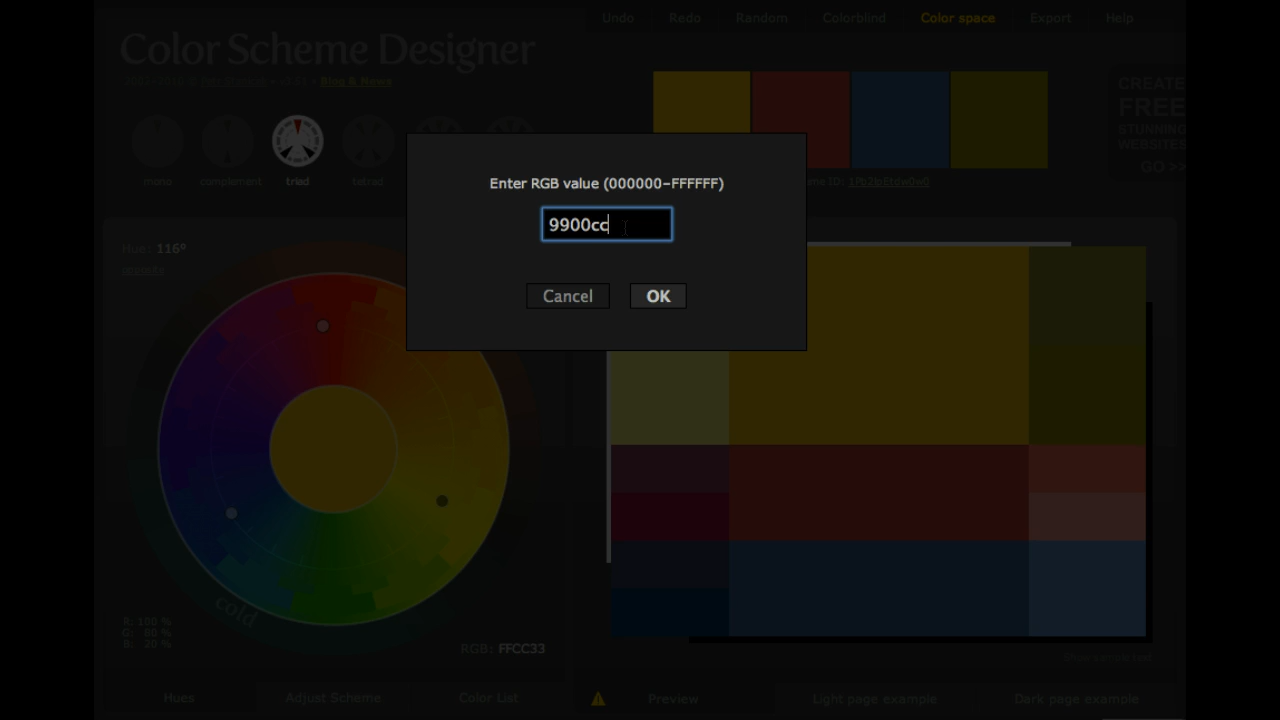 Undo Redo Random Colorblind Color space Export Help
Color Scheme Designer
Blog & News
CREATE
FREE
STUNNING
WEBSITES
GO >>
mono complement triad tetrad
me ID:
Enter RGB value (000000-FFFFFF)
9900cc
Cancel OK
Hue: 116°
cold
R: 100 %
G: 80 %
B: 20 %
RGB: FFCC33
Hues Adjust Scheme Color List
Preview Light page example Dark page example